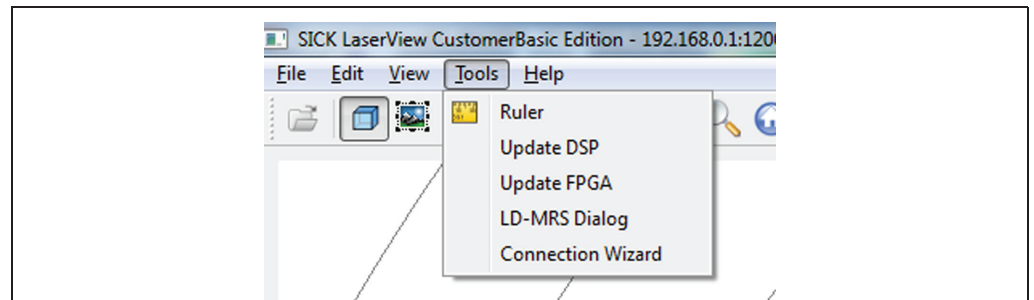 SICK LaserView CustomerBasic Edition - 192.168.0.1:1200
File Edit View Tools Help
Ruler
Update DSP
Update FPGA
LD-MRS Dialog
Connection Wizard